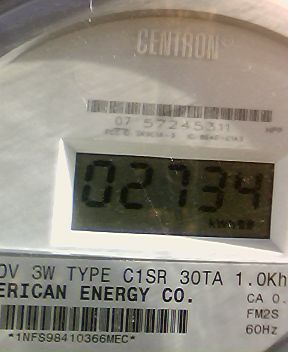 CENTRON®
07 57245311
02734
0V 3W TYPE C1SR 30TA 1.0Kh
ERICAN ENERGY CO.
CA 0.
FM2S
*1NFS98410366MEC*
60Hz